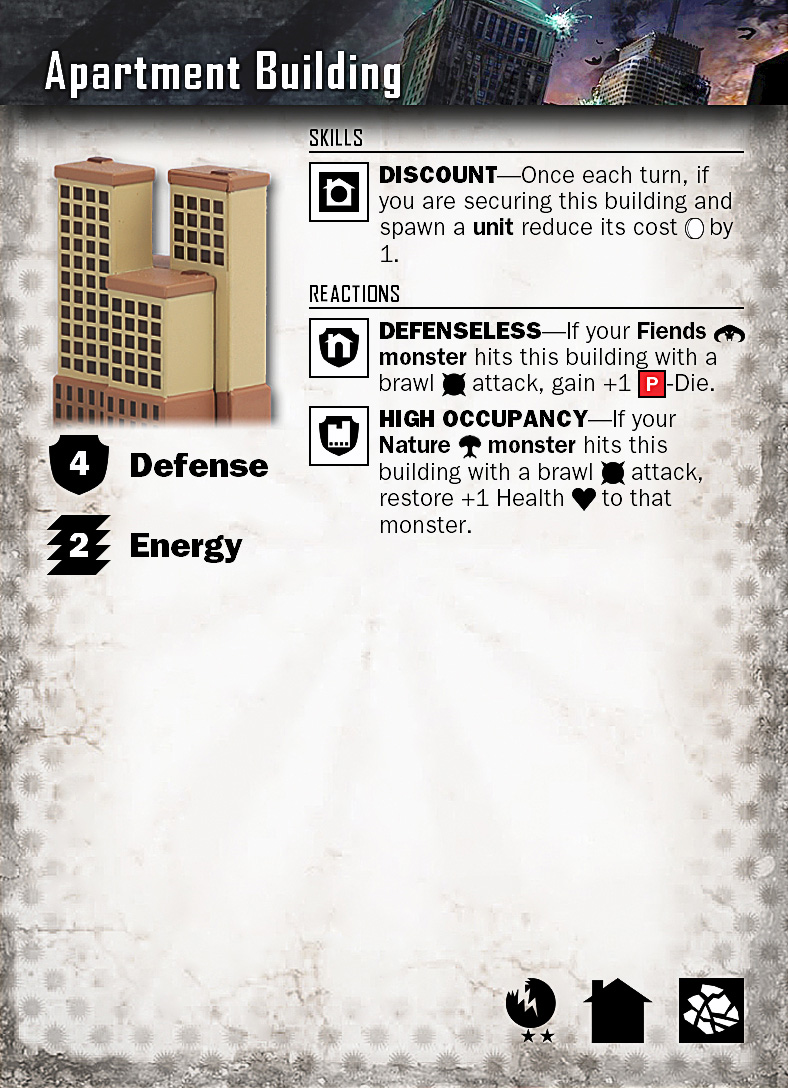 Apartment Building
SKILLS
DISCOUNT—Once each turn, if
you are securing this building and
spawn a unit reduce its cost by
1.
REACTIONS
DEFENSELESS—If your Fiends
monster hits this building with a
brawl attack, gain +1 P-Die.
HIGH OCCUPANCY—If your
Nature monster hits this
building with a brawl attack,
restore +1 Health to that
monster.
4 Defense
2 Energy